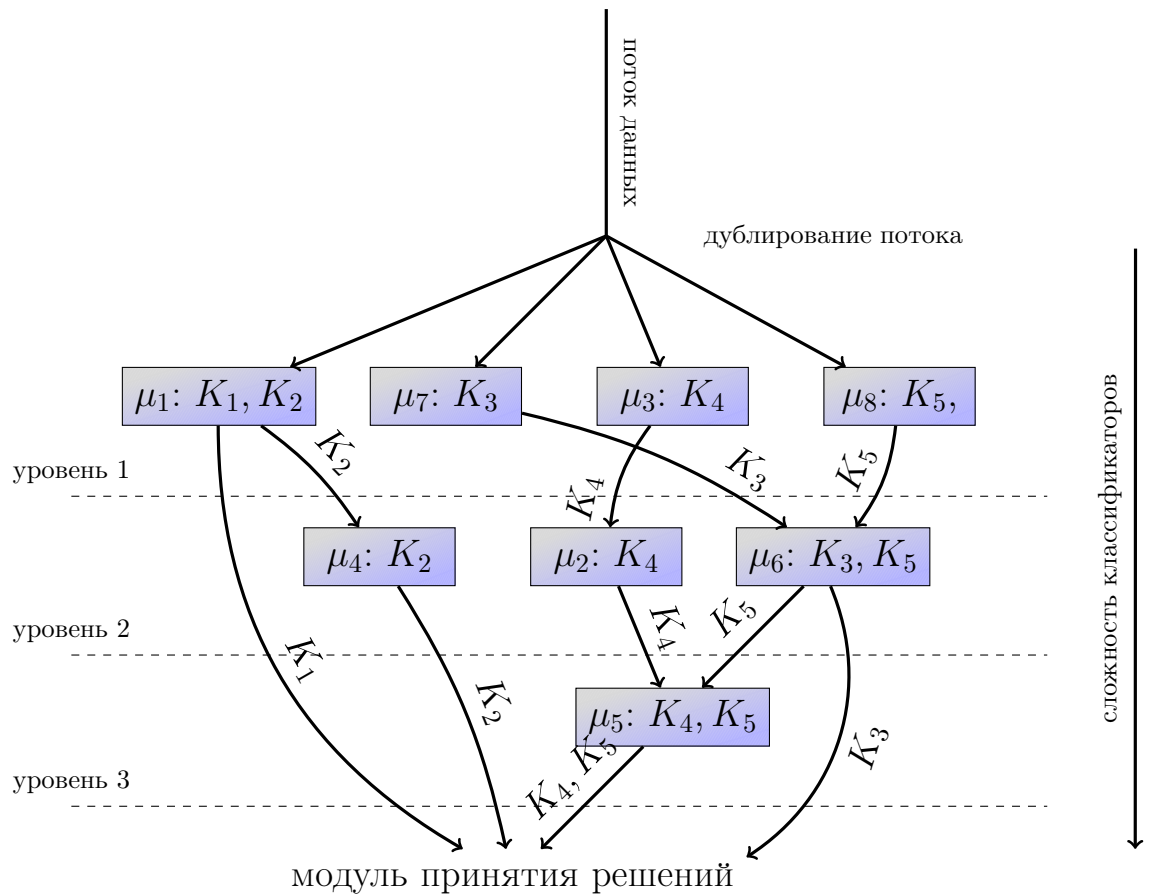 поток данных
дублирование потока
μ₁: K₁, K₂
μ₇: K₃
μ₃: K₄
μ₈: K₅,
K₂
K₃
K₅
уровень 1
K₄
μ₄: K₂
μ₂: K₄
μ₆: K₃, K₅
сложность классификаторов
K₅
K₄
уровень 2
K₁
K₂
μ₅: K₄, K₅
K₃
K₄, K₅
уровень 3
модуль принятия решений